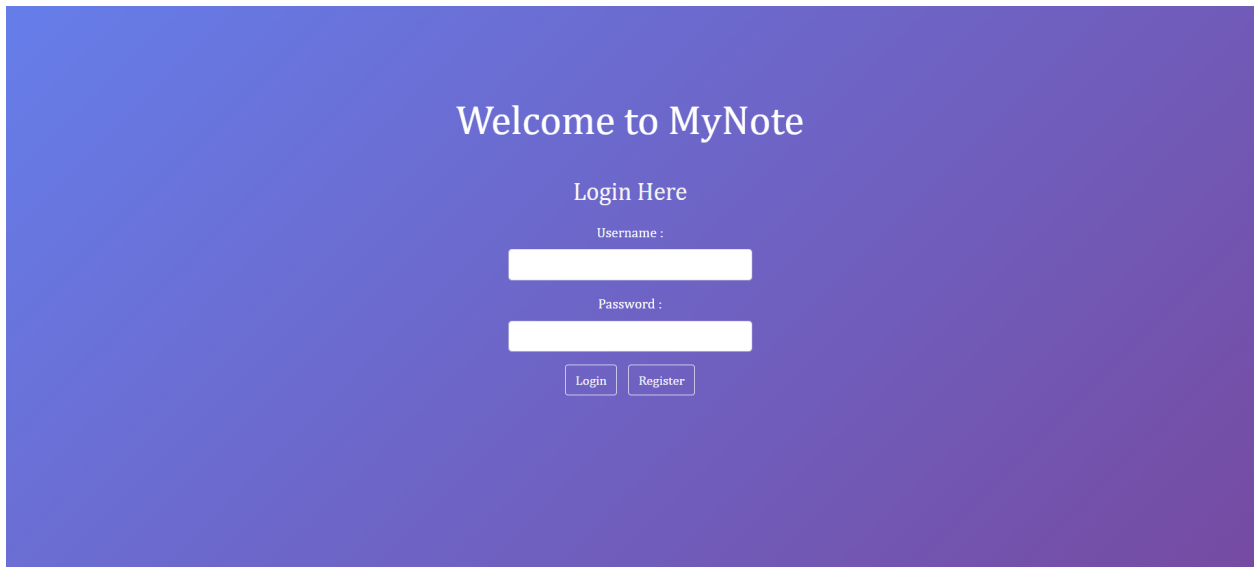 Welcome to MyNote
Login Here
Username :
Password :
Login Register